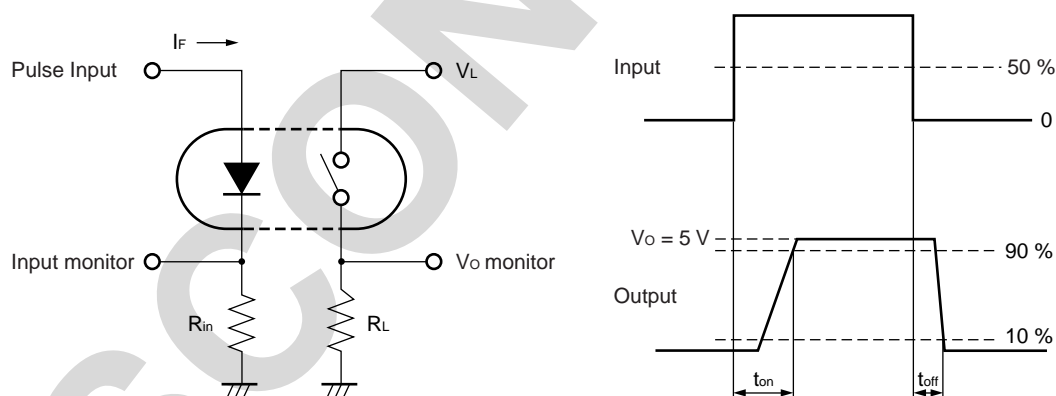 IF
Pulse Input
VL
Input monitor
VO monitor
Rin
RL
Input
50 %
0
VO = 5 V
90 %
Output
10 %
ton
toff
SCON